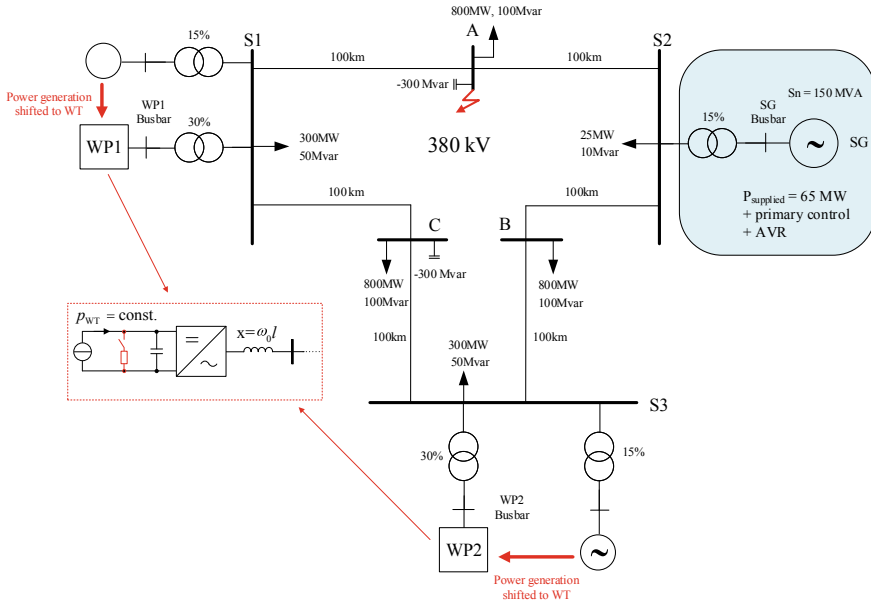 800MW, 100Mvar
A
S1
S2
15%
100km
100km
-300 Mvar
Sn = 150 MVA
Power generation
shifted to WT
WP1
Busbar
30%
15%
SG
Busbar
WP1
300MW
50Mvar
380 kV
25MW
10Mvar
~
SG
100km
100km
Psupplied = 65 MW
+ primary control
+ AVR
C
B
-300 Mvar
800MW
100Mvar
800MW
100Mvar
pWT = const.
x=ω0l
=
~
100km
100km
300MW
50Mvar
S3
30%
15%
WP2
Busbar
WP2
~
Power generation
shifted to WT